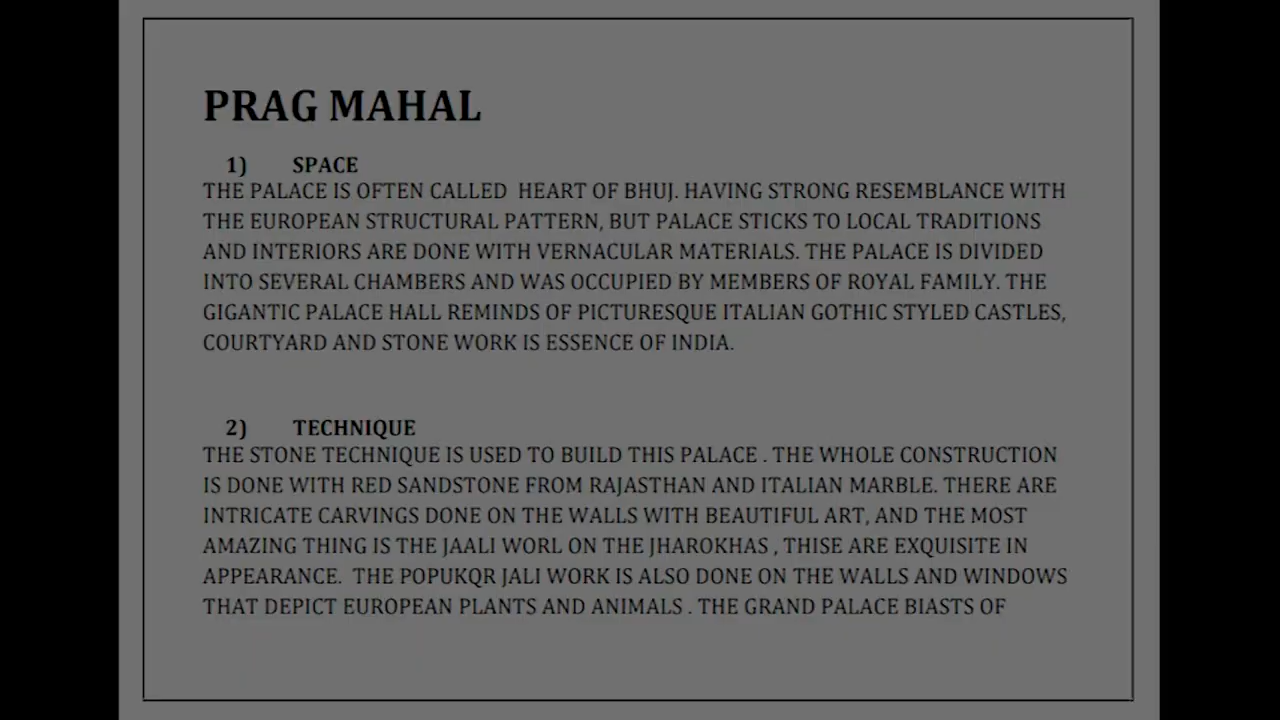 PRAG MAHAL
1) SPACE
THE PALACE IS OFTEN CALLED HEART OF BHUJ. HAVING STRONG RESEMBLANCE WITH
THE EUROPEAN STRUCTURAL PATTERN, BUT PALACE STICKS TO LOCAL TRADITIONS
AND INTERIORS ARE DONE WITH VERNACULAR MATERIALS. THE PALACE IS DIVIDED
INTO SEVERAL CHAMBERS AND WAS OCCUPIED BY MEMBERS OF ROYAL FAMILY. THE
GIGANTIC PALACE HALL REMINDS OF PICTURESQUE ITALIAN GOTHIC STYLED CASTLES,
COURTYARD AND STONE WORK IS ESSENCE OF INDIA.
2) TECHNIQUE
THE STONE TECHNIQUE IS USED TO BUILD THIS PALACE . THE WHOLE CONSTRUCTION
IS DONE WITH RED SANDSTONE FROM RAJASTHAN AND ITALIAN MARBLE. THERE ARE
INTRICATE CARVINGS DONE ON THE WALLS WITH BEAUTIFUL ART, AND THE MOST
AMAZING THING IS THE JAALI WORL ON THE JHAROKHAS , THISE ARE EXQUISITE IN
APPEARANCE. THE POPUKQR JALI WORK IS ALSO DONE ON THE WALLS AND WINDOWS
THAT DEPICT EUROPEAN PLANTS AND ANIMALS . THE GRAND PALACE BIASTS OF